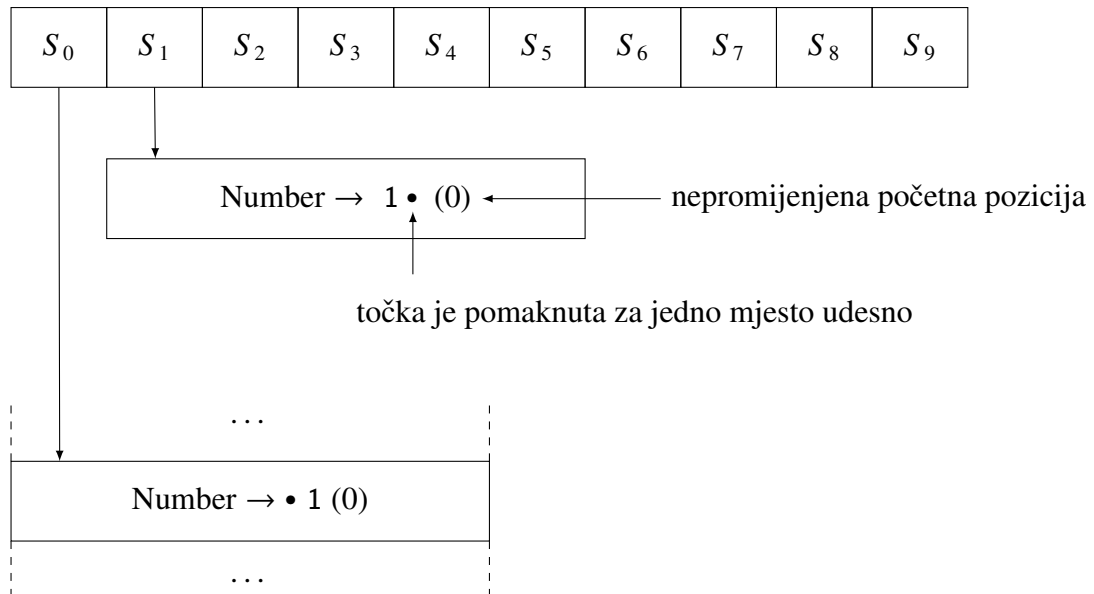 S0 S1 S2 S3 S4 S5 S6 S7 S8 S9
Number → 1 • (0)
nepromijenjena početna pozicija
točka je pomaknuta za jedno mjesto udesno
. . .
Number → • 1 (0)
. . .